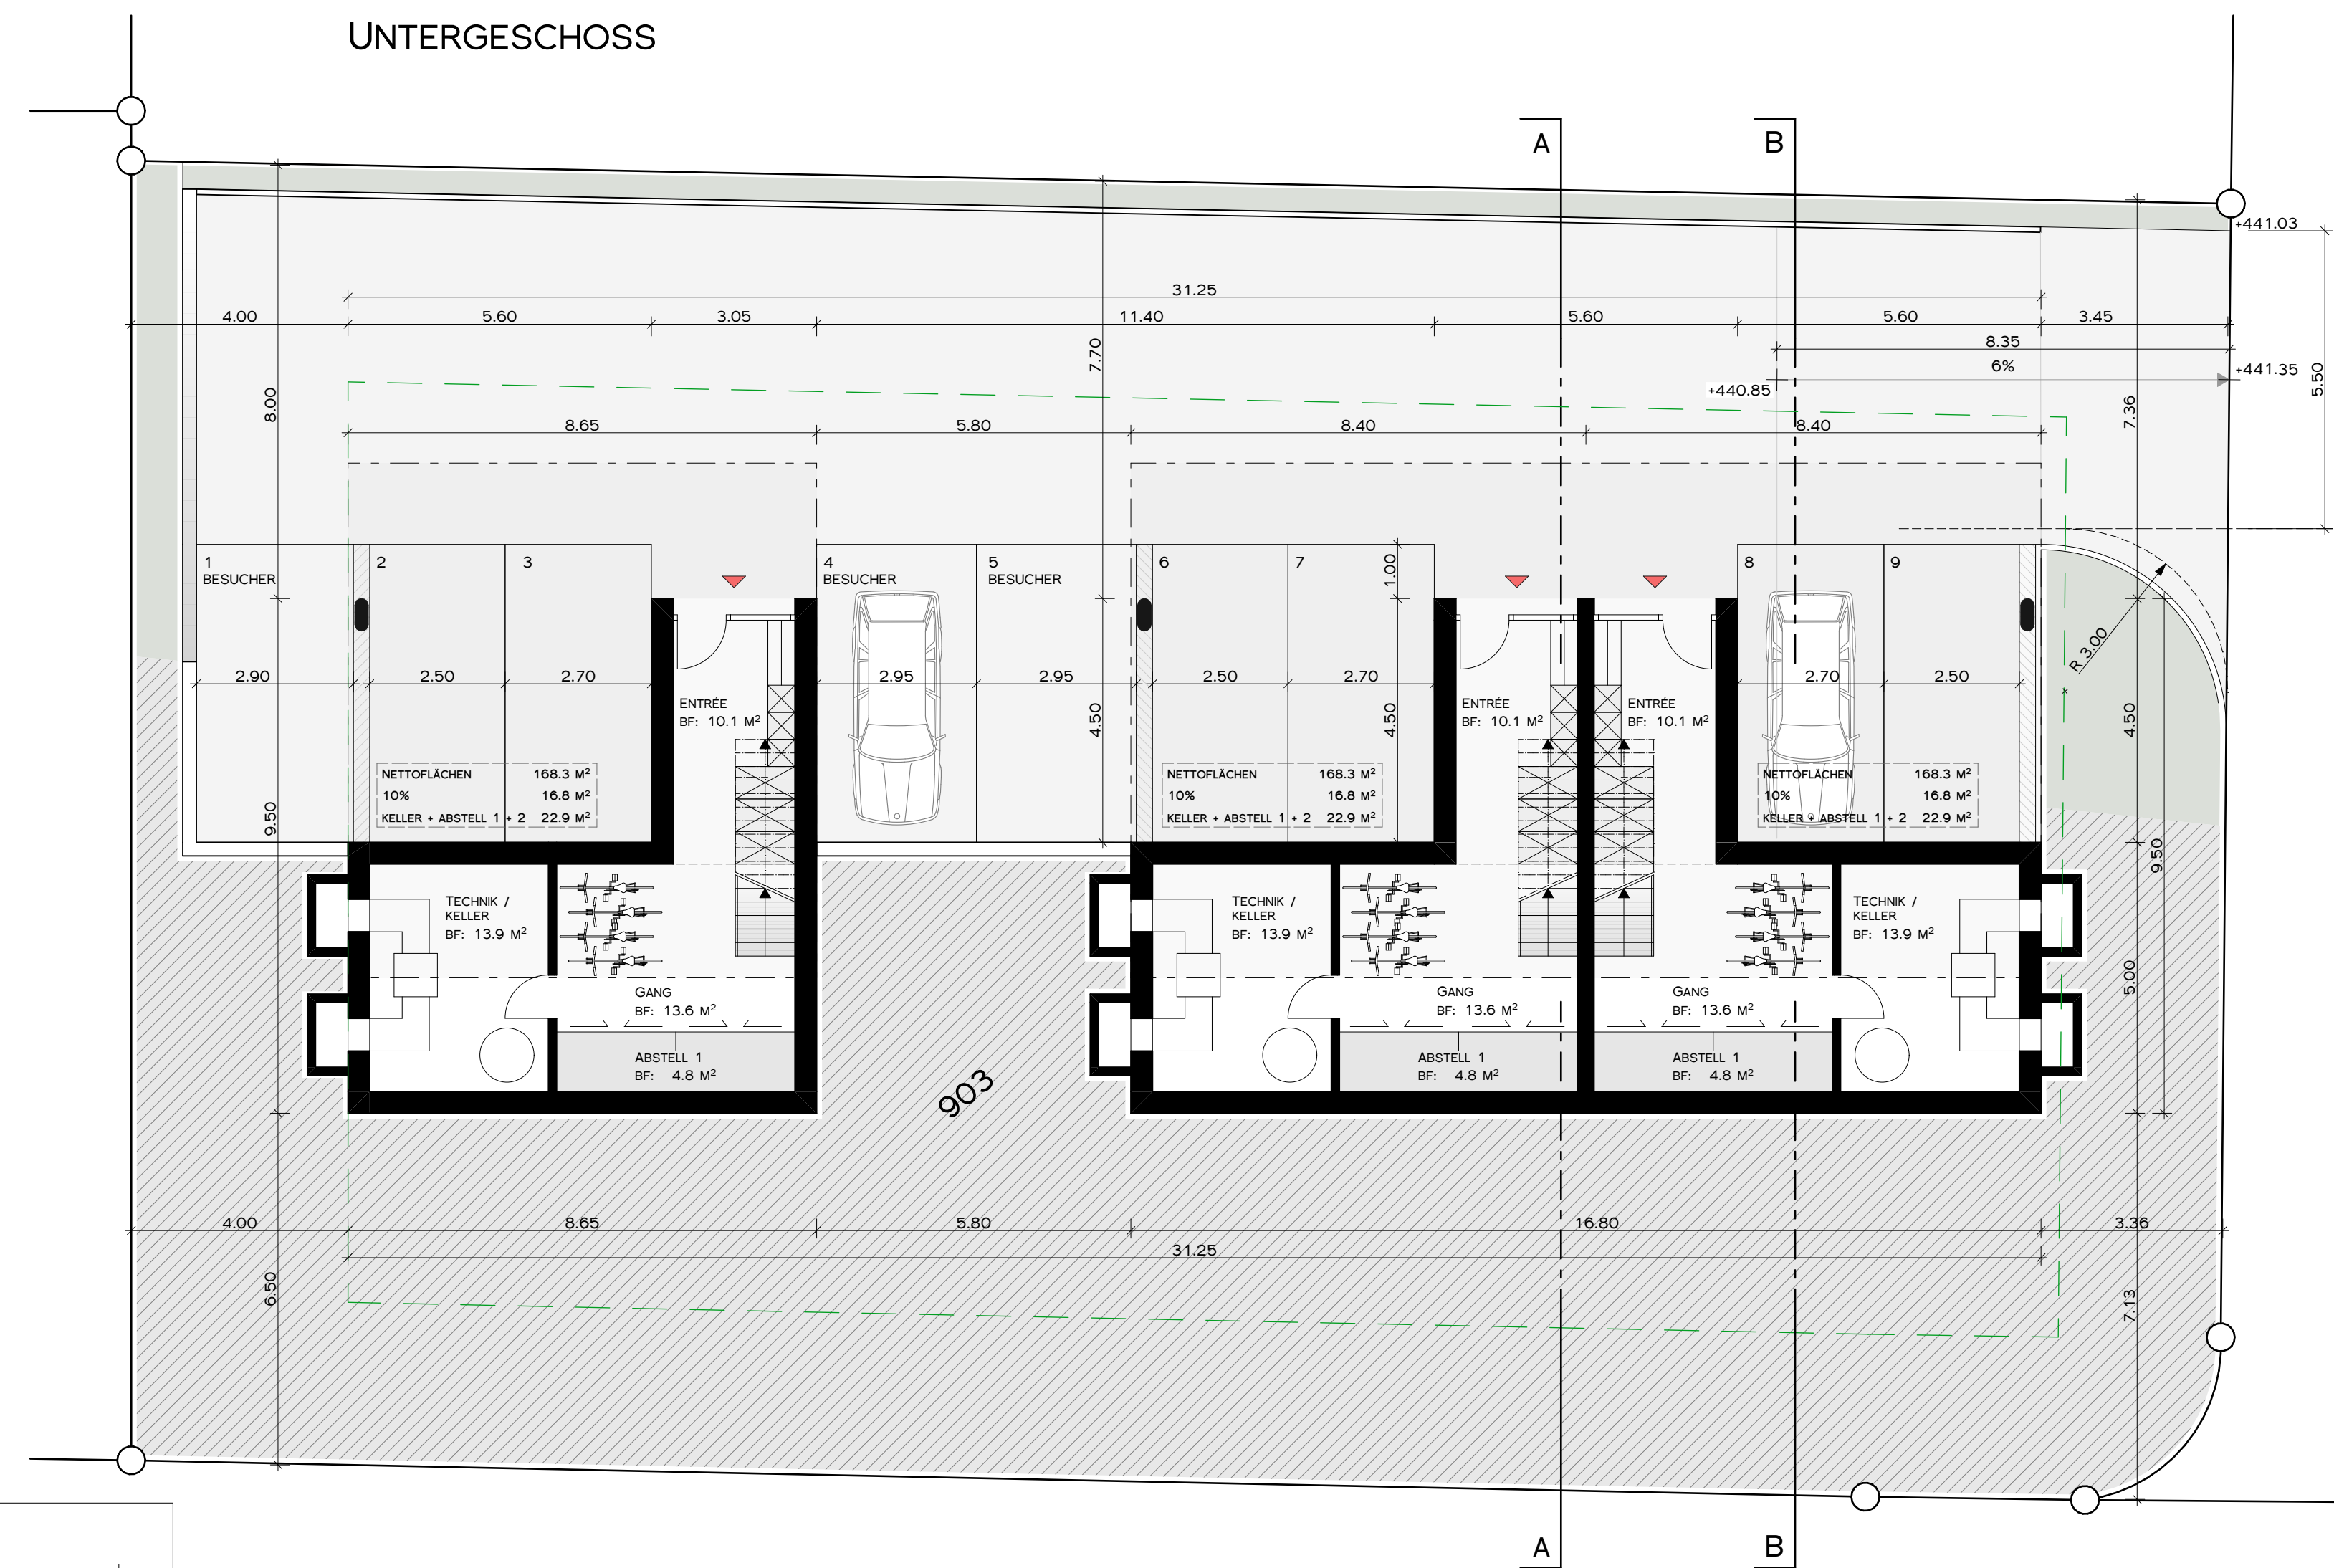 UNTERGESCHOSS
A
B
+441.03
31.25
4.00
5.60
3.05
11.40
5.60
5.60
3.45
8.35
6%
+441.35
+440.85
5.50
7.70
8.00
7.36
8.65
5.80
8.40
8.40
1
BESUCHER
2
3
4
BESUCHER
5
BESUCHER
6
7
1.00
8
9
R 3.00
2.90
2.50
2.70
2.95
2.95
2.50
2.70
2.70
2.50
ENTRÉE
BF: 10.1 M²
ENTRÉE
BF: 10.1 M²
ENTRÉE
BF: 10.1 M²
4.50
4.50
4.50
NETTOFLÄCHEN 168.3 M²
10% 16.8 M²
KELLER + ABSTELL 1 + 2 22.9 M²
NETTOFLÄCHEN 168.3 M²
10% 16.8 M²
KELLER + ABSTELL 1 + 2 22.9 M²
NETTOFLÄCHEN 168.3 M²
10% 16.8 M²
KELLER + ABSTELL 1 + 2 22.9 M²
9.50
9.50
TECHNIK /
KELLER
BF: 13.9 M²
TECHNIK /
KELLER
BF: 13.9 M²
TECHNIK /
KELLER
BF: 13.9 M²
5.00
GANG
BF: 13.6 M²
GANG
BF: 13.6 M²
GANG
BF: 13.6 M²
ABSTELL 1
BF: 4.8 M²
ABSTELL 1
BF: 4.8 M²
ABSTELL 1
BF: 4.8 M²
903
4.00
8.65
5.80
16.80
3.36
31.25
6.50
7.13
A
B